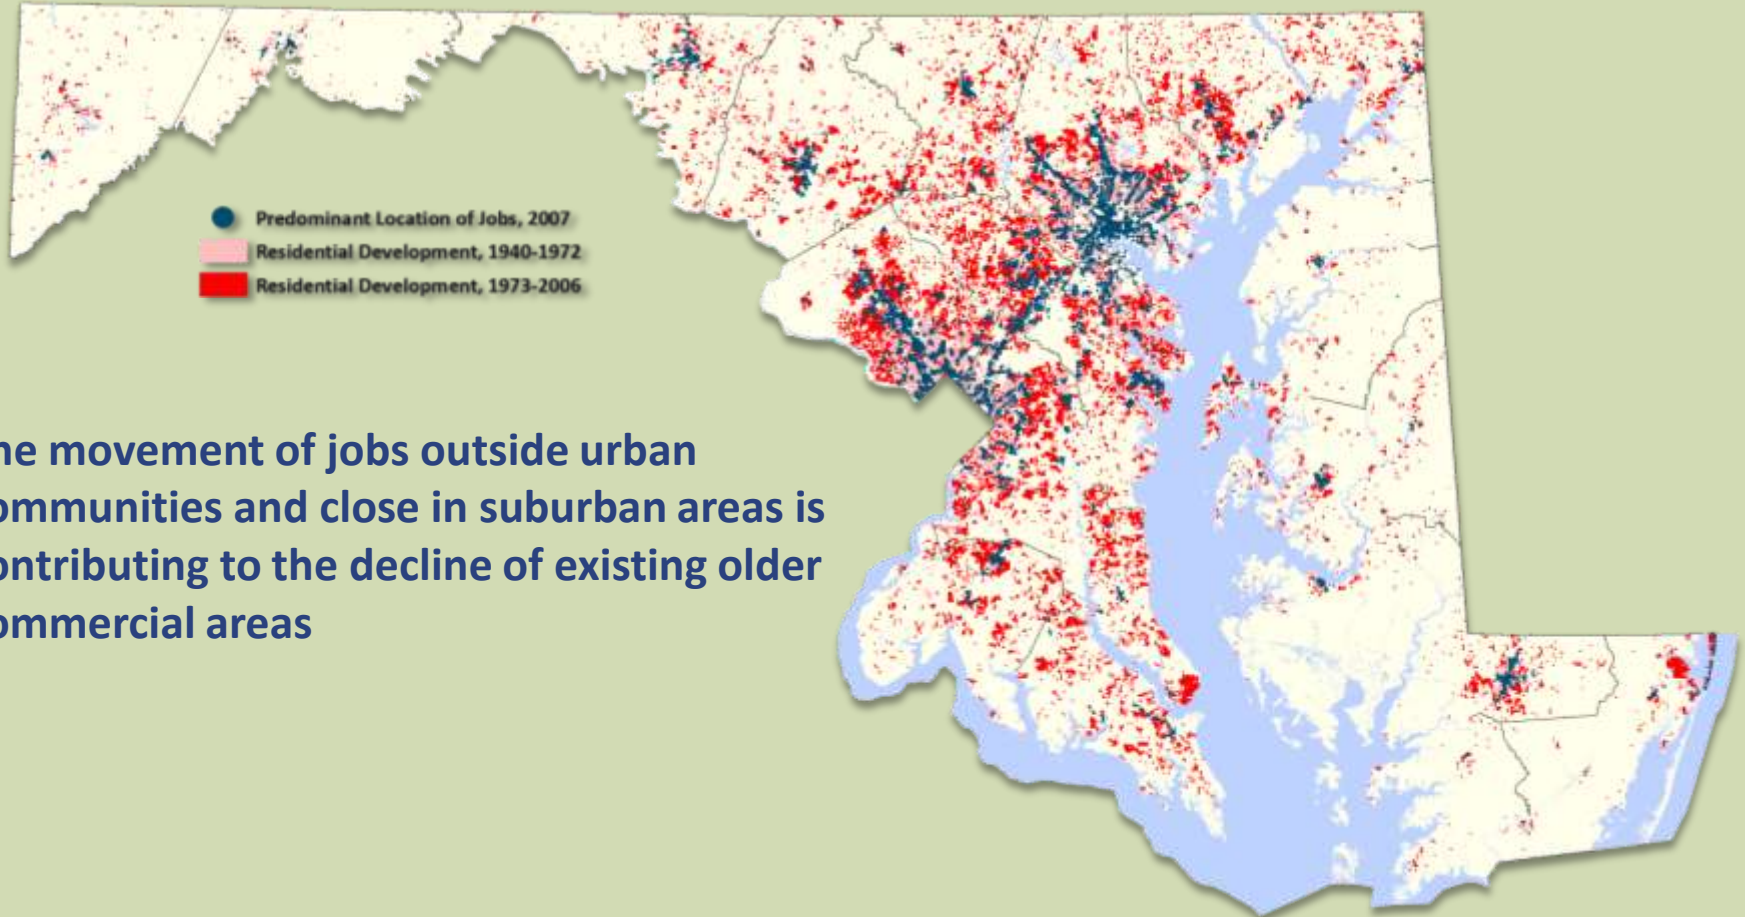 Predominant Location of Jobs, 2007
Residential Development, 1940-1972
Residential Development, 1973-2006
he movement of jobs outside urban
ommunities and close in suburban areas is
ontributing to the decline of existing older
ommercial areas